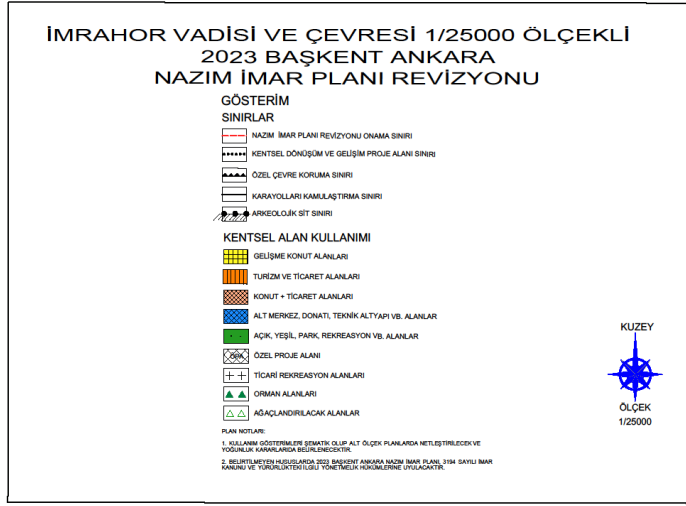 İMRAHOR VADİSİ VE ÇEVRESİ 1/25000 ÖLÇEKLİ
2023 BAŞKENT ANKARA
NAZIM İMAR PLANI REVİZYONU
GÖSTERİM
SINIRLAR
NAZIM İMAR PLANI REVİZYONU ONAMA SINIRI
KENTSEL DÖNÜŞÜM VE GELİŞİM PROJE ALANI SINIRI
ÖZEL ÇEVRE KORUMA SINIRI
KARAYOLLARI KAMULAŞTIRMA SINIRI
ARKEOLOJİK SİT SINIRI
KENTSEL ALAN KULLANIMI
GELİŞME KONUT ALANLARI
TURİZM VE TİCARET ALANLARI
KONUT + TİCARET ALANLARI
ALT MERKEZ, DONATI, TEKNİK ALTYAPI VB. ALANLAR
AÇIK, YEŞİL, PARK, REKREASYON VB. ALANLAR
ÖPA ÖZEL PROJE ALANI
TİCARİ REKREASYON ALANLARI
ORMAN ALANLARI
AĞAÇLANDIRILACAK ALANLAR
PLAN NOTLARI:
1. KULLANIM GÖSTERİMLERİ ŞEMATİK OLUP ALT ÖLÇEK PLANLARDA NETLEŞTİRİLECEK VE
YOĞUNLUK KARARLARIDA BELİRLENECEKTİR.
2. BELİRTİLMEYEN HUSUSLARDA 2023 BAŞKENT ANKARA NAZIM İMAR PLANI, 3194 SAYILI İMAR
KANUNU VE YÜRÜRLÜKTEKİ İLGİLİ YÖNETMELİK HÜKÜMLERİNE UYULACAKTIR.
KUZEY
ÖLÇEK
1/25000